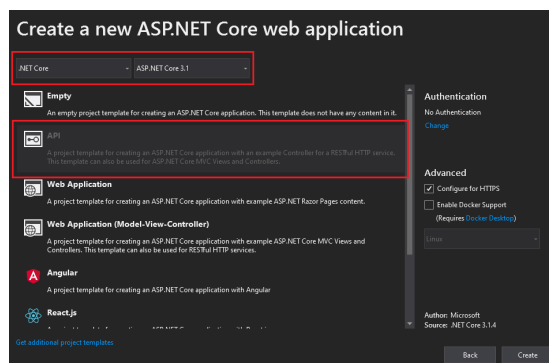 Create a new ASP.NET Core web application
.NET Core
ASP.NET Core 3.1
Empty
An empty project template for creating an ASP.NET Core application. This template does not have any content in it.
API
A project template for creating an ASP.NET Core application with an example Controller for a RESTful HTTP service.
This template can also be used for ASP.NET Core MVC Views and Controllers.
Web Application
A project template for creating an ASP.NET Core application with example ASP.NET Razor Pages content.
Web Application (Model-View-Controller)
A project template for creating an ASP.NET Core application with example ASP.NET Core MVC Views and
Controllers. This template can also be used for RESTful HTTP services.
Angular
A project template for creating an ASP.NET Core application with Angular
React.js
Get additional project templates
Authentication
No Authentication
Change
Advanced
Configure for HTTPS
Enable Docker Support
(Requires Docker Desktop)
Linux
Author: Microsoft
Source: .NET Core 3.1.4
Back
Create